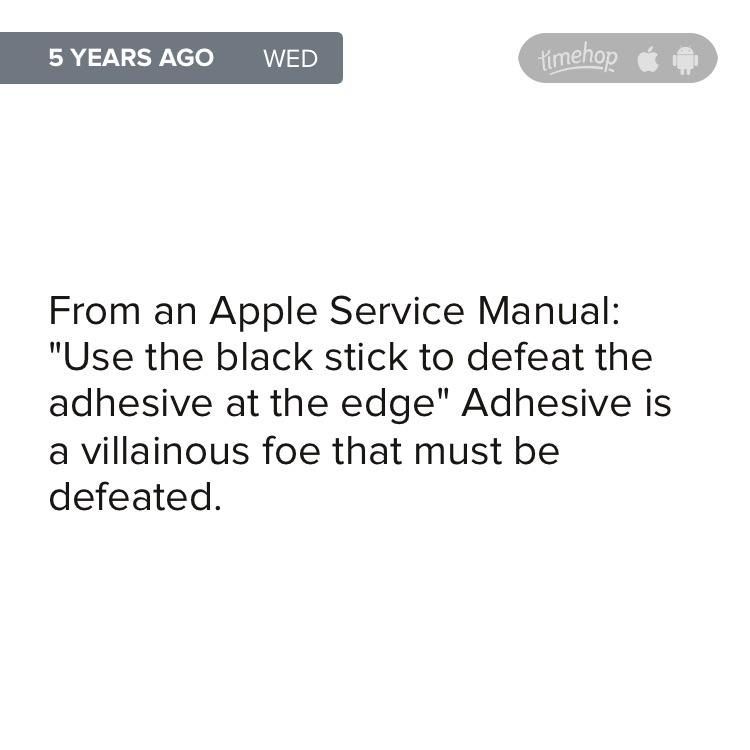 5 YEARS AGO WED timehop
From an Apple Service Manual:
"Use the black stick to defeat the
adhesive at the edge" Adhesive is
a villainous foe that must be
defeated.